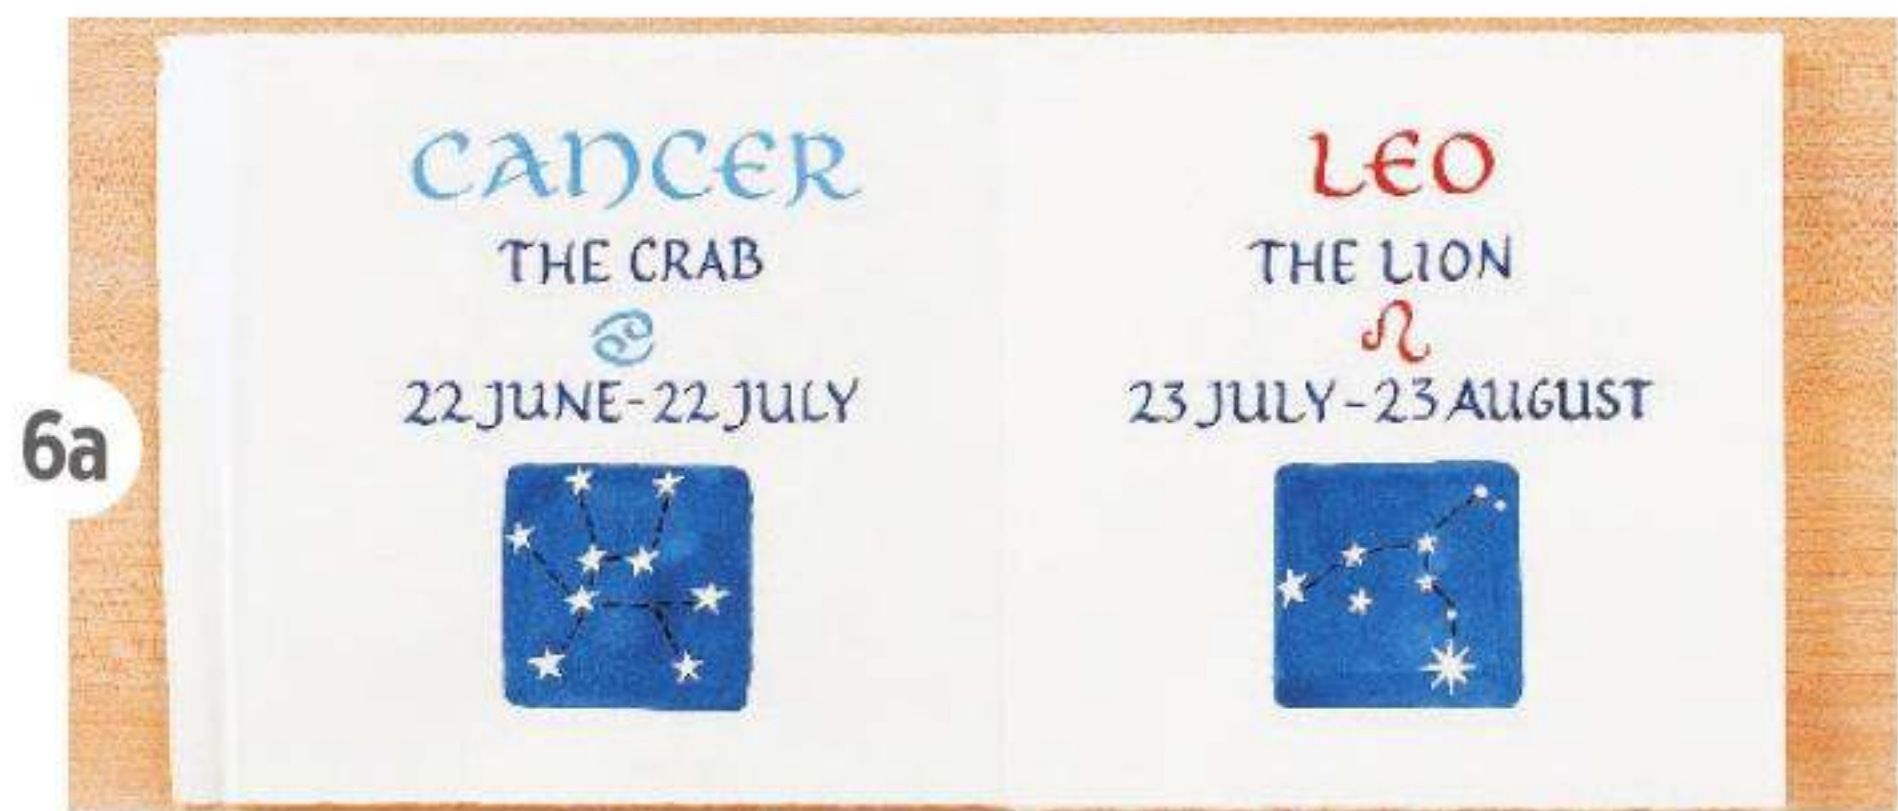 6a
CANCER
THE CRAB
♋
22 JUNE-22 JULY
LEO
THE LION
♌
23 JULY-23 AUGUST